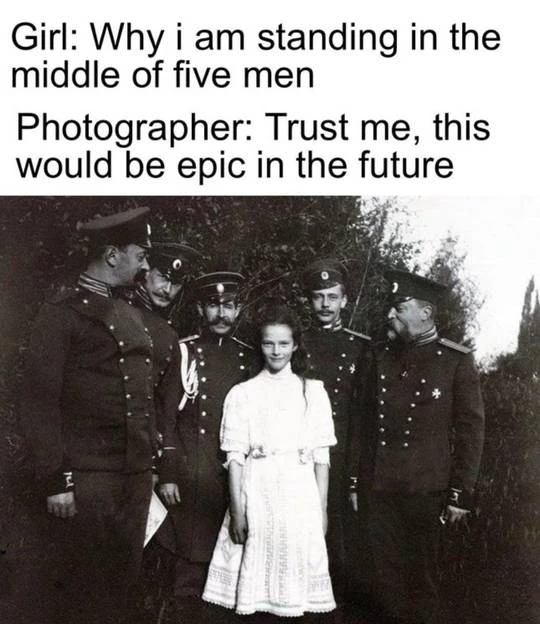 Girl: Why i am standing in the
middle of five men
Photographer: Trust me, this
would be epic in the future